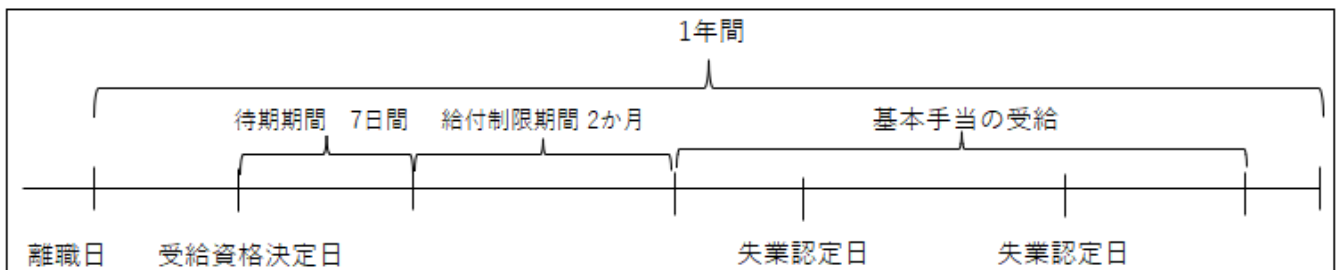 1年間
待期期間　7日間　給付制限期間 2か月　基本手当の受給
離職日　受給資格決定日　失業認定日　失業認定日